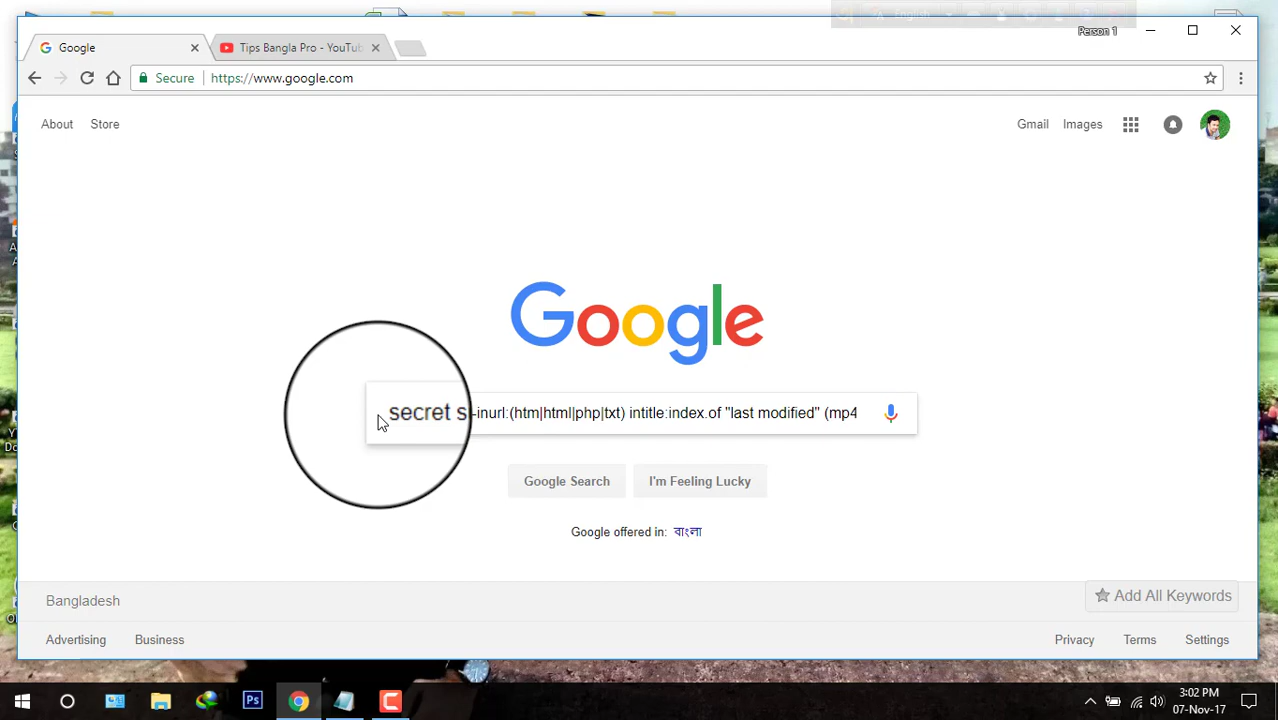 Person 1
Google
Tips Bangla Pro - YouTub
Secure
https://www.google.com
About
Store
Gmail
Images
Google
secret s -inurl:(htm|html|php|txt) intitle:index.of "last modified" (mp4
Google Search
I'm Feeling Lucky
Google offered in: বাংলা
Bangladesh
Add All Keywords
Advertising
Business
Privacy
Terms
Settings
Ps
3:02 PM
07-Nov-17